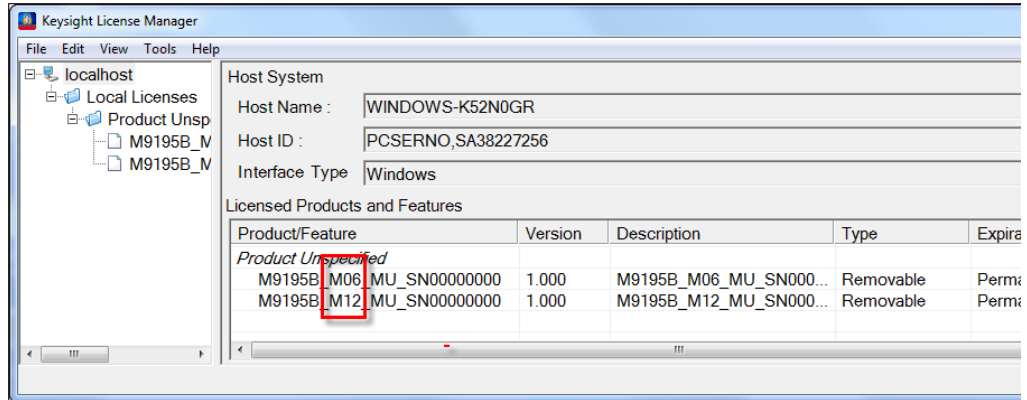 Keysight License Manager
File Edit View Tools Help
localhost
Local Licenses
Product Unsp
M9195B_M
M9195B_M
Host System
Host Name : WINDOWS-K52N0GR
Host ID : PCSERNO,SA38227256
Interface Type Windows
Licensed Products and Features
Product/Feature Version Description Type Expira
Product Unspecified
M9195B_M06_MU_SN00000000 1.000 M9195B_M06_MU_SN000... Removable Perma
M9195B_M12_MU_SN00000000 1.000 M9195B_M12_MU_SN000... Removable Perma